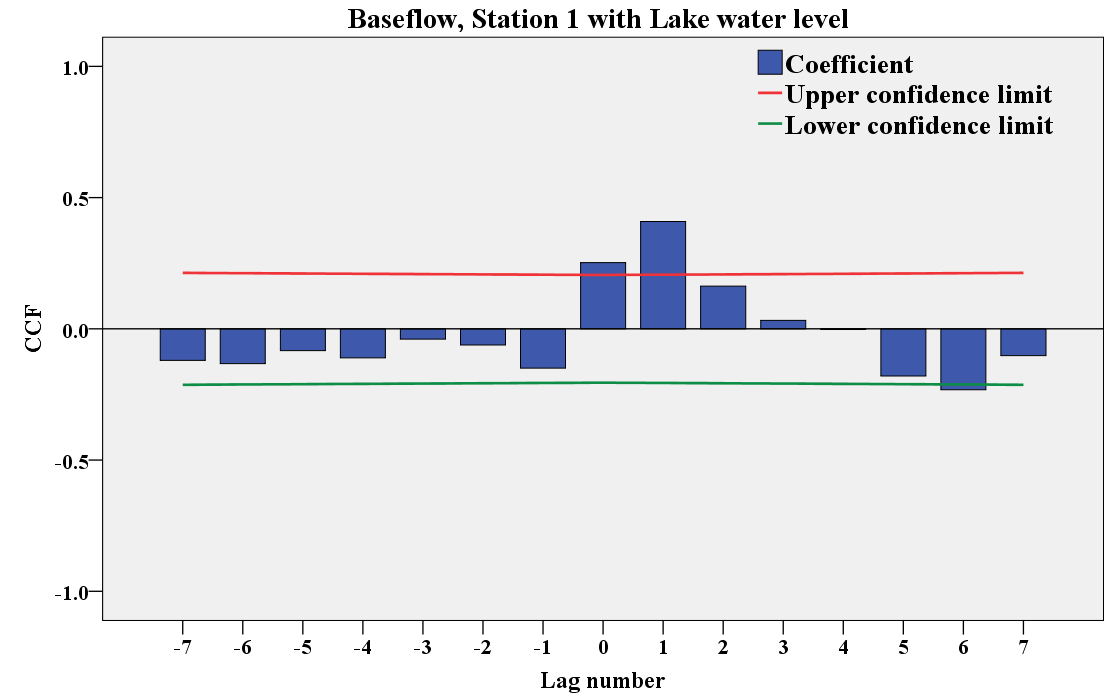 Baseflow, Station 1 with Lake water level
Coefficient
Upper confidence limit
Lower confidence limit
1.0
0.5
0.0
-0.5
-1.0
CCF
-7 -6 -5 -4 -3 -2 -1 0 1 2 3 4 5 6 7
Lag number